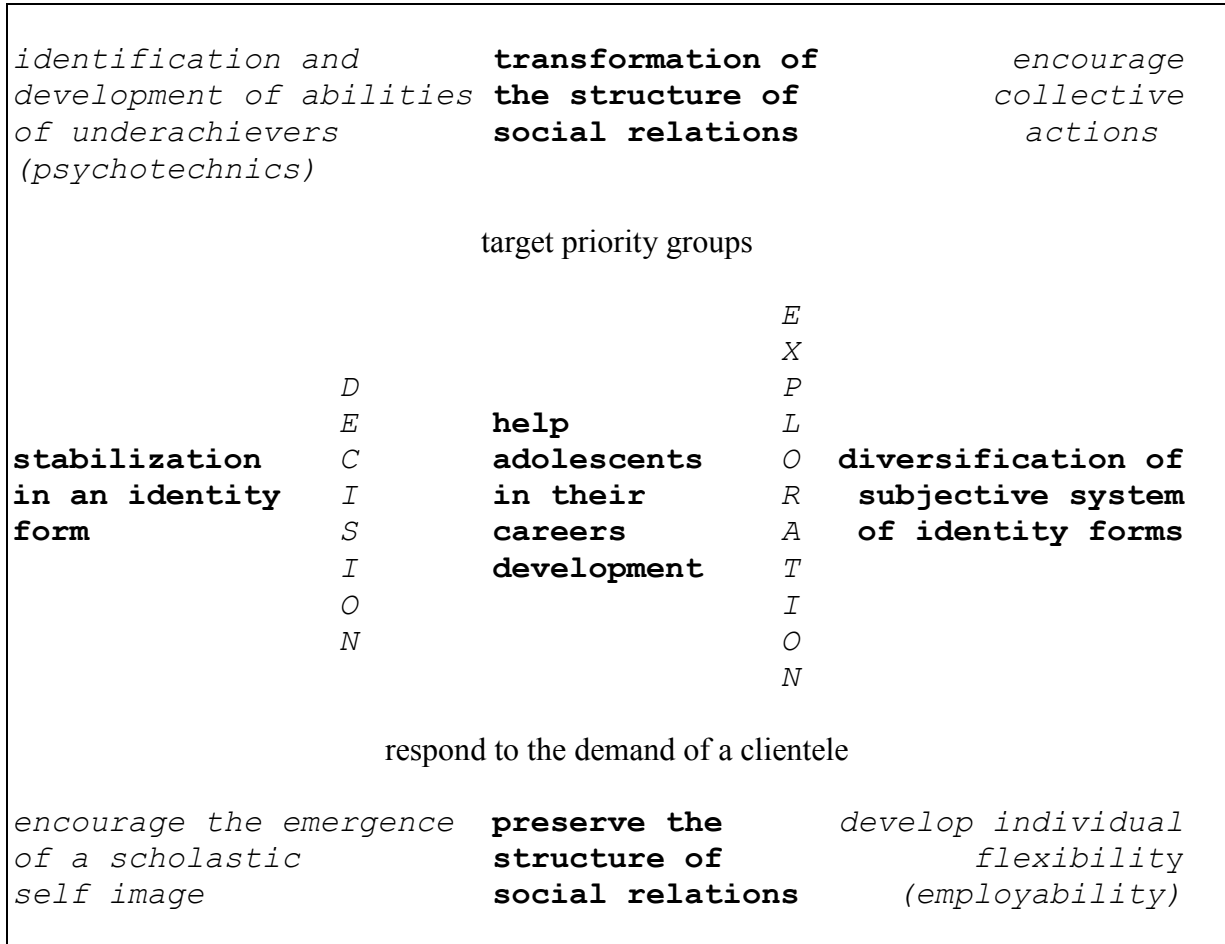 identification and transformation of encourage
development of abilities the structure of collective
of underachievers social relations actions
(psychotechnics)
target priority groups
E
X
D P
E help L
stabilization C adolescents O diversification of
in an identity I in their R subjective system
form S careers A of identity forms
I development T
O I
N O
N
respond to the demand of a clientele
encourage the emergence preserve the develop individual
of a scholastic structure of flexibility
self image social relations (employability)